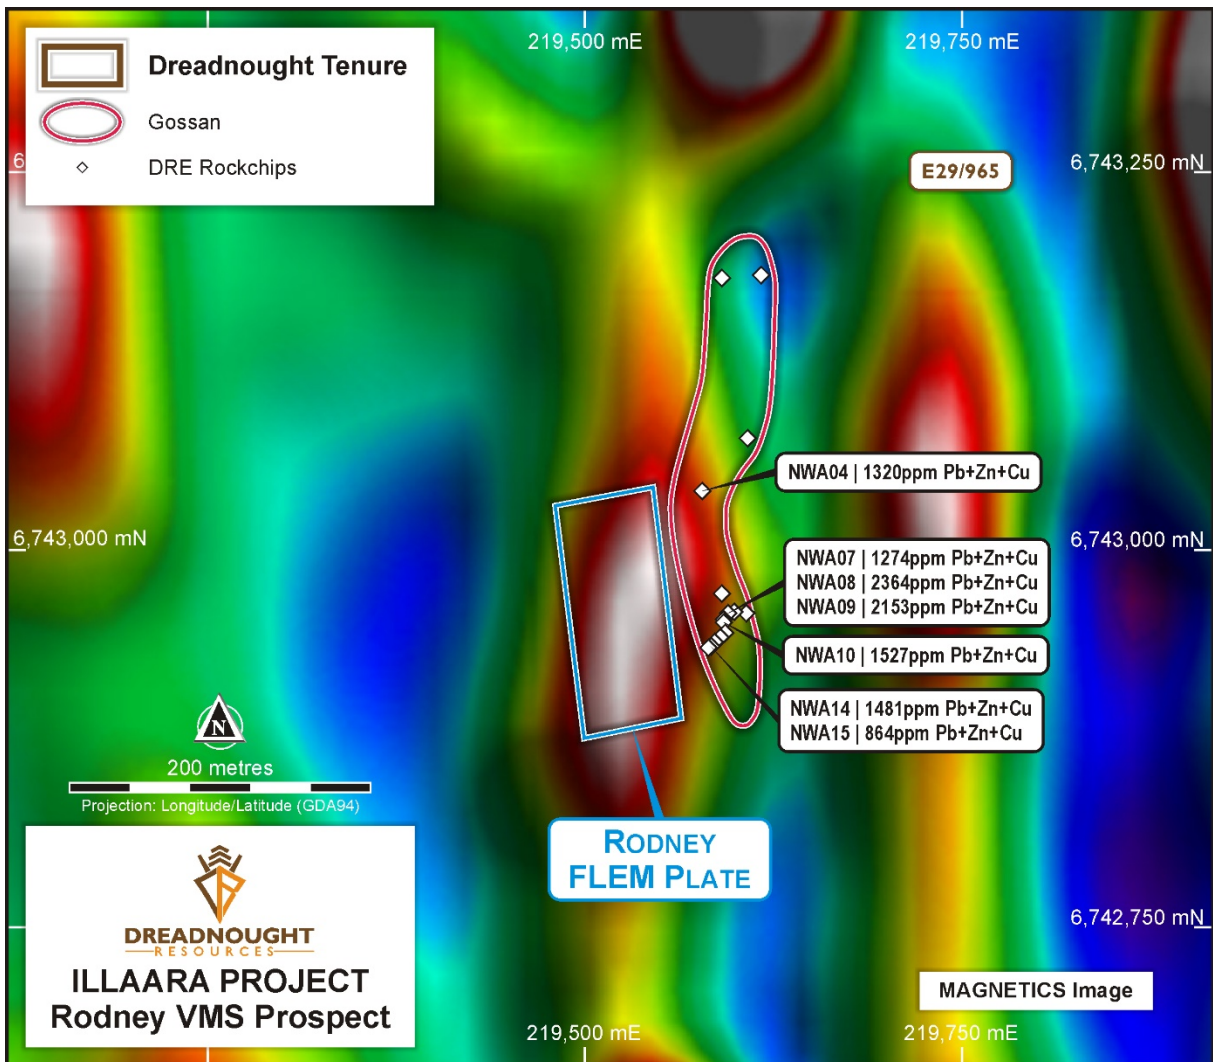 219,500 mE
219,750 mE
Dreadnought Tenure
Gossan
DRE Rockchips
6
E29/965
6,743,250 mN
NWA04 | 1320ppm Pb+Zn+Cu
6,743,000 mN
NWA07 | 1274ppm Pb+Zn+Cu
NWA08 | 2364ppm Pb+Zn+Cu
NWA09 | 2153ppm Pb+Zn+Cu
6,743,000 mN
NWA10 | 1527ppm Pb+Zn+Cu
NWA14 | 1481ppm Pb+Zn+Cu
NWA15 | 864ppm Pb+Zn+Cu
N
200 metres
Projection: Longitude/Latitude (GDA94)
RODNEY
FLEM PLATE
DREADNOUGHT
RESOURCES
ILLAARA PROJECT
Rodney VMS Prospect
6,742,750 mN
MAGNETICS Image
219,500 mE
219,750 mE